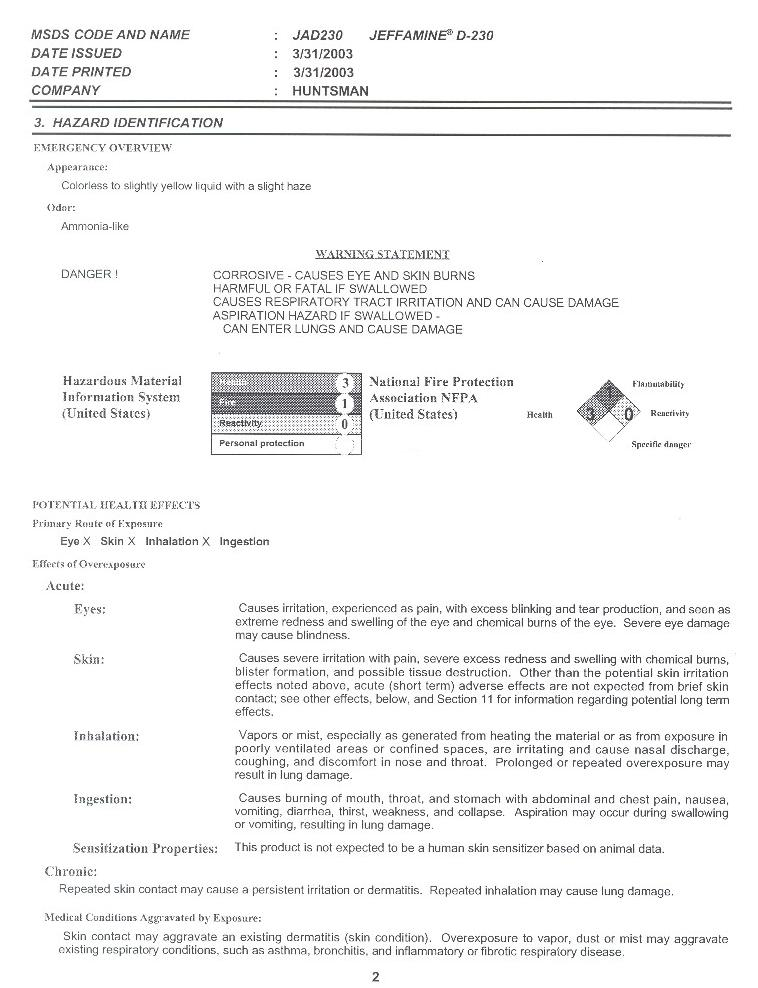 MSDS CODE AND NAME : JAD230 JEFFAMINE® D-230
DATE ISSUED : 3/31/2003
DATE PRINTED : 3/31/2003
COMPANY : HUNTSMAN
3. HAZARD IDENTIFICATION
EMERGENCY OVERVIEW
Appearance:
Colorless to slightly yellow liquid with a slight haze
Odor:
Ammonia-like
WARNING STATEMENT
DANGER ! CORROSIVE - CAUSES EYE AND SKIN BURNS
HARMFUL OR FATAL IF SWALLOWED
CAUSES RESPIRATORY TRACT IRRITATION AND CAN CAUSE DAMAGE
ASPIRATION HAZARD IF SWALLOWED -
CAN ENTER LUNGS AND CAUSE DAMAGE
Hazardous Material
Information System
(United States)
Health 3
Fire 1
Reactivity 0
Personal protection
National Fire Protection
Association NFPA
(United States)
Flammability
Health 3 0 Reactivity
Specific danger
POTENTIAL HEALTH EFFECTS
Primary Route of Exposure
Eye X Skin X Inhalation X Ingestion
Effects of Overexposure
Acute:
Eyes: Causes irritation, experienced as pain, with excess blinking and tear production, and seen as
extreme redness and swelling of the eye and chemical burns of the eye. Severe eye damage
may cause blindness.
Skin: Causes severe irritation with pain, severe excess redness and swelling with chemical burns,
blister formation, and possible tissue destruction. Other than the potential skin irritation
effects noted above, acute (short term) adverse effects are not expected from brief skin
contact; see other effects, below, and Section 11 for information regarding potential long term
effects.
Inhalation: Vapors or mist, especially as generated from heating the material or as from exposure in
poorly ventilated areas or confined spaces, are irritating and cause nasal discharge,
coughing, and discomfort in nose and throat. Prolonged or repeated overexposure may
result in lung damage.
Ingestion: Causes burning of mouth, throat, and stomach with abdominal and chest pain, nausea,
vomiting, diarrhea, thirst, weakness, and collapse. Aspiration may occur during swallowing
or vomiting, resulting in lung damage.
Sensitization Properties: This product is not expected to be a human skin sensitizer based on animal data.
Chronic:
Repeated skin contact may cause a persistent irritation or dermatitis. Repeated inhalation may cause lung damage.
Medical Conditions Aggravated by Exposure:
Skin contact may aggravate an existing dermatitis (skin condition). Overexposure to vapor, dust or mist may aggravate
existing respiratory conditions, such as asthma, bronchitis, and inflammatory or fibrotic respiratory disease.
2